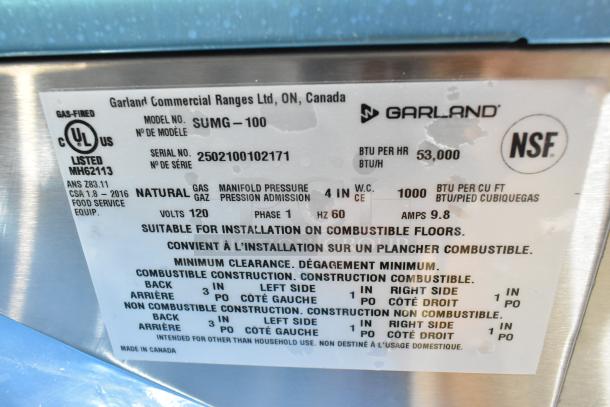 Garland Commercial Ranges Ltd, ON, Canada
GAS-FIRED
C UL US
LISTED
MH62113
MODEL NO. SUMG-100
Nº DE MODÈLE
GARLAND
NSF
SERIAL NO. 2502100102171
Nº DE SÉRIE
BTU PER HR 53,000
BTU/H
ANS Z83.11
CSA 1.8 - 2016
FOOD SERVICE
EQUIP.
NATURAL GAS MANIFOLD PRESSURE 4 IN W.C. 1000 BTU PER CU FT
GAZ PRESSION ADMISSION CE BTU/PIED CUBIQUEGAS
VOLTS 120 PHASE 1 HZ 60 AMPS 9.8
SUITABLE FOR INSTALLATION ON COMBUSTIBLE FLOORS.
CONVIENT À L'INSTALLATION SUR UN PLANCHER COMBUSTIBLE.
MINIMUM CLEARANCE. DÉGAGEMENT MINIMUM.
COMBUSTIBLE CONSTRUCTION. CONSTRUCTION COMBUSTIBLE.
BACK 3 IN LEFT SIDE 1 IN RIGHT SIDE 1 IN
ARRIÈRE PO CÔTÉ GAUCHE PO CÔTÉ DROIT PO
NON COMBUSTIBLE CONSTRUCTION. CONSTRUCTION NON COMBUSTIBLE.
BACK 3 IN LEFT SIDE 1 IN RIGHT SIDE 1 IN
ARRIÈRE PO CÔTÉ GAUCHE PO CÔTÉ DROIT PO
INTENDED FOR OTHER THAN HOUSEHOLD USE. NON DESTINÉ À L'USAGE DOMESTIQUE.
MADE IN CANADA